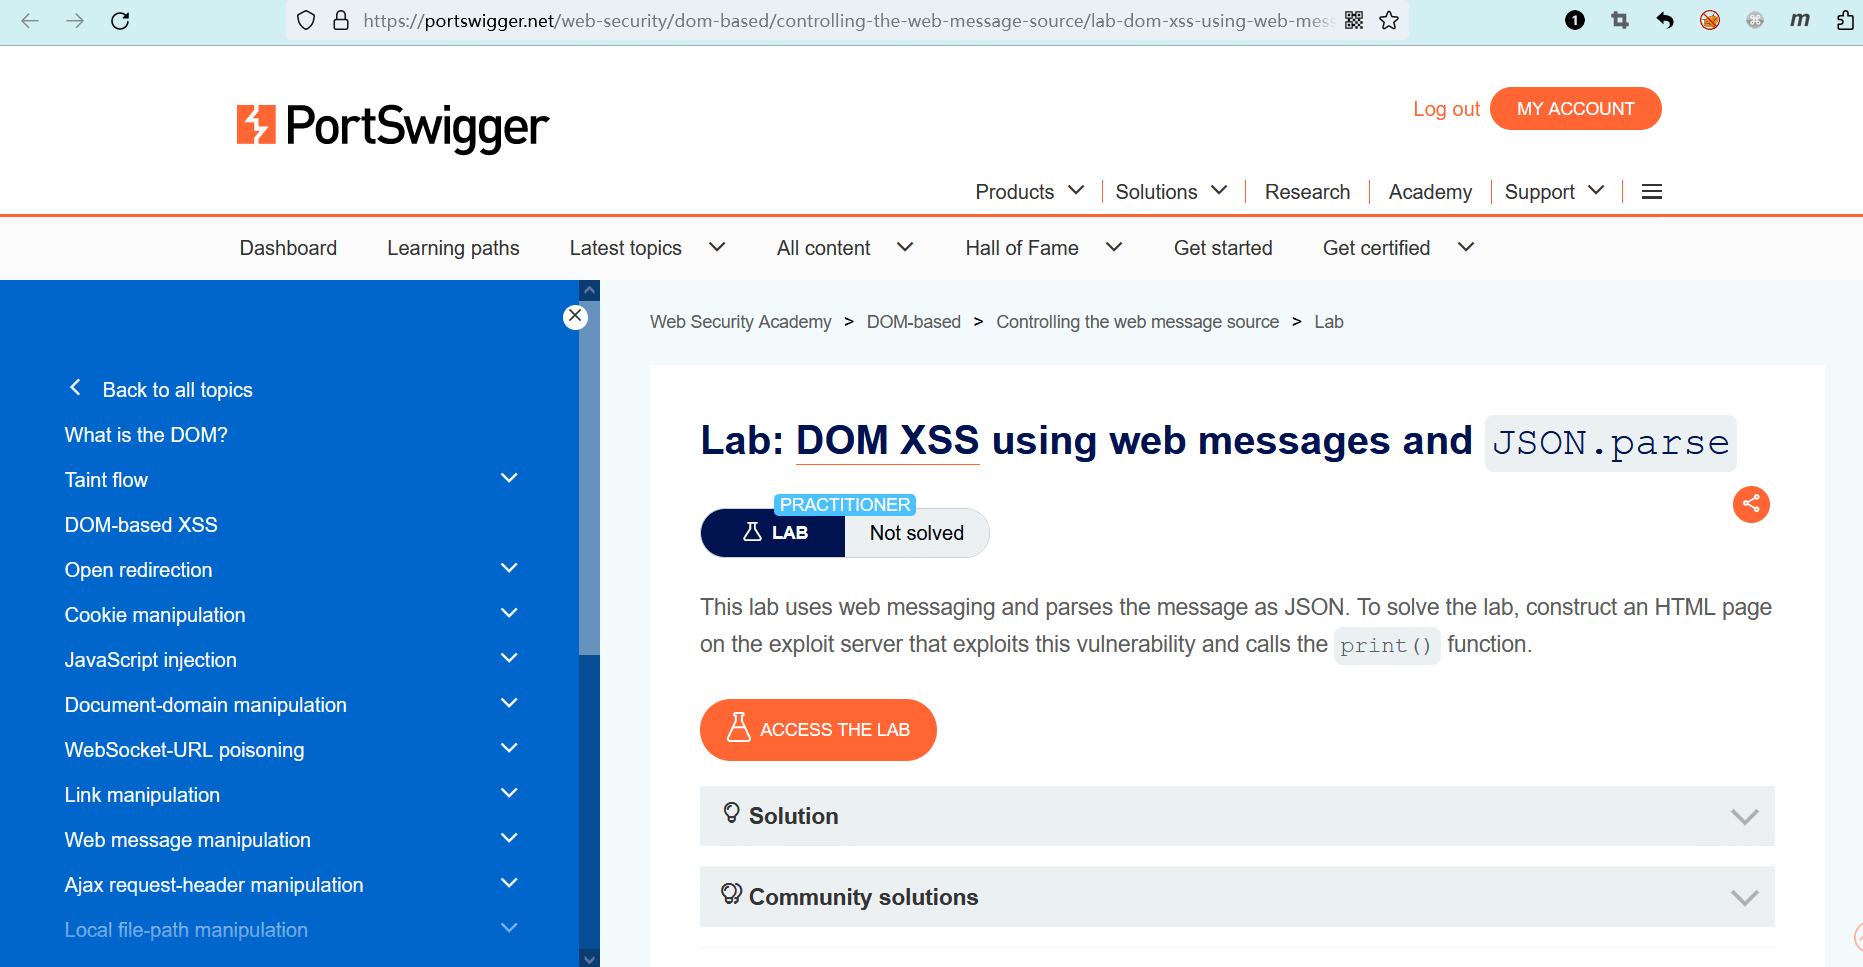 https://portswigger.net/web-security/dom-based/controlling-the-web-message-source/lab-dom-xss-using-web-mess
1
m
PortSwigger
Log out
MY ACCOUNT
Products
Solutions
Research
Academy
Support
Dashboard
Learning paths
Latest topics
All content
Hall of Fame
Get started
Get certified
Back to all topics
What is the DOM?
Taint flow
DOM-based XSS
Open redirection
Cookie manipulation
JavaScript injection
Document-domain manipulation
WebSocket-URL poisoning
Link manipulation
Web message manipulation
Ajax request-header manipulation
Local file-path manipulation
Web Security Academy > DOM-based > Controlling the web message source > Lab
Lab: DOM XSS using web messages and JSON.parse
PRACTITIONER
LAB
Not solved
This lab uses web messaging and parses the message as JSON. To solve the lab, construct an HTML page
on the exploit server that exploits this vulnerability and calls the print() function.
ACCESS THE LAB
Solution
Community solutions